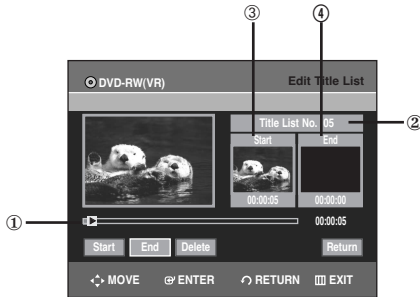 ③ ④
DVD-RW(VR) Edit Title List
Title List No. 05 ②
Start End
00:00:05 00:00:00
① 00:00:05
Start End Delete Return
MOVE ENTER RETURN EXIT